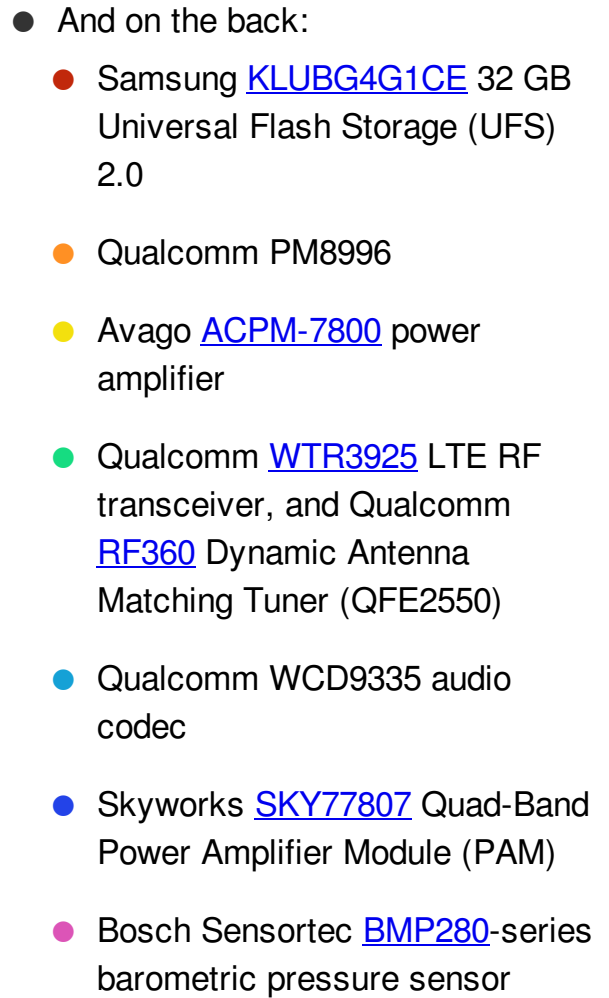 And on the back:
Samsung KLUBG4G1CE 32 GB
Universal Flash Storage (UFS)
2.0
Qualcomm PM8996
Avago ACPM-7800 power
amplifier
Qualcomm WTR3925 LTE RF
transceiver, and Qualcomm
RF360 Dynamic Antenna
Matching Tuner (QFE2550)
Qualcomm WCD9335 audio
codec
Skyworks SKY77807 Quad-Band
Power Amplifier Module (PAM)
Bosch Sensortec BMP280-series
barometric pressure sensor